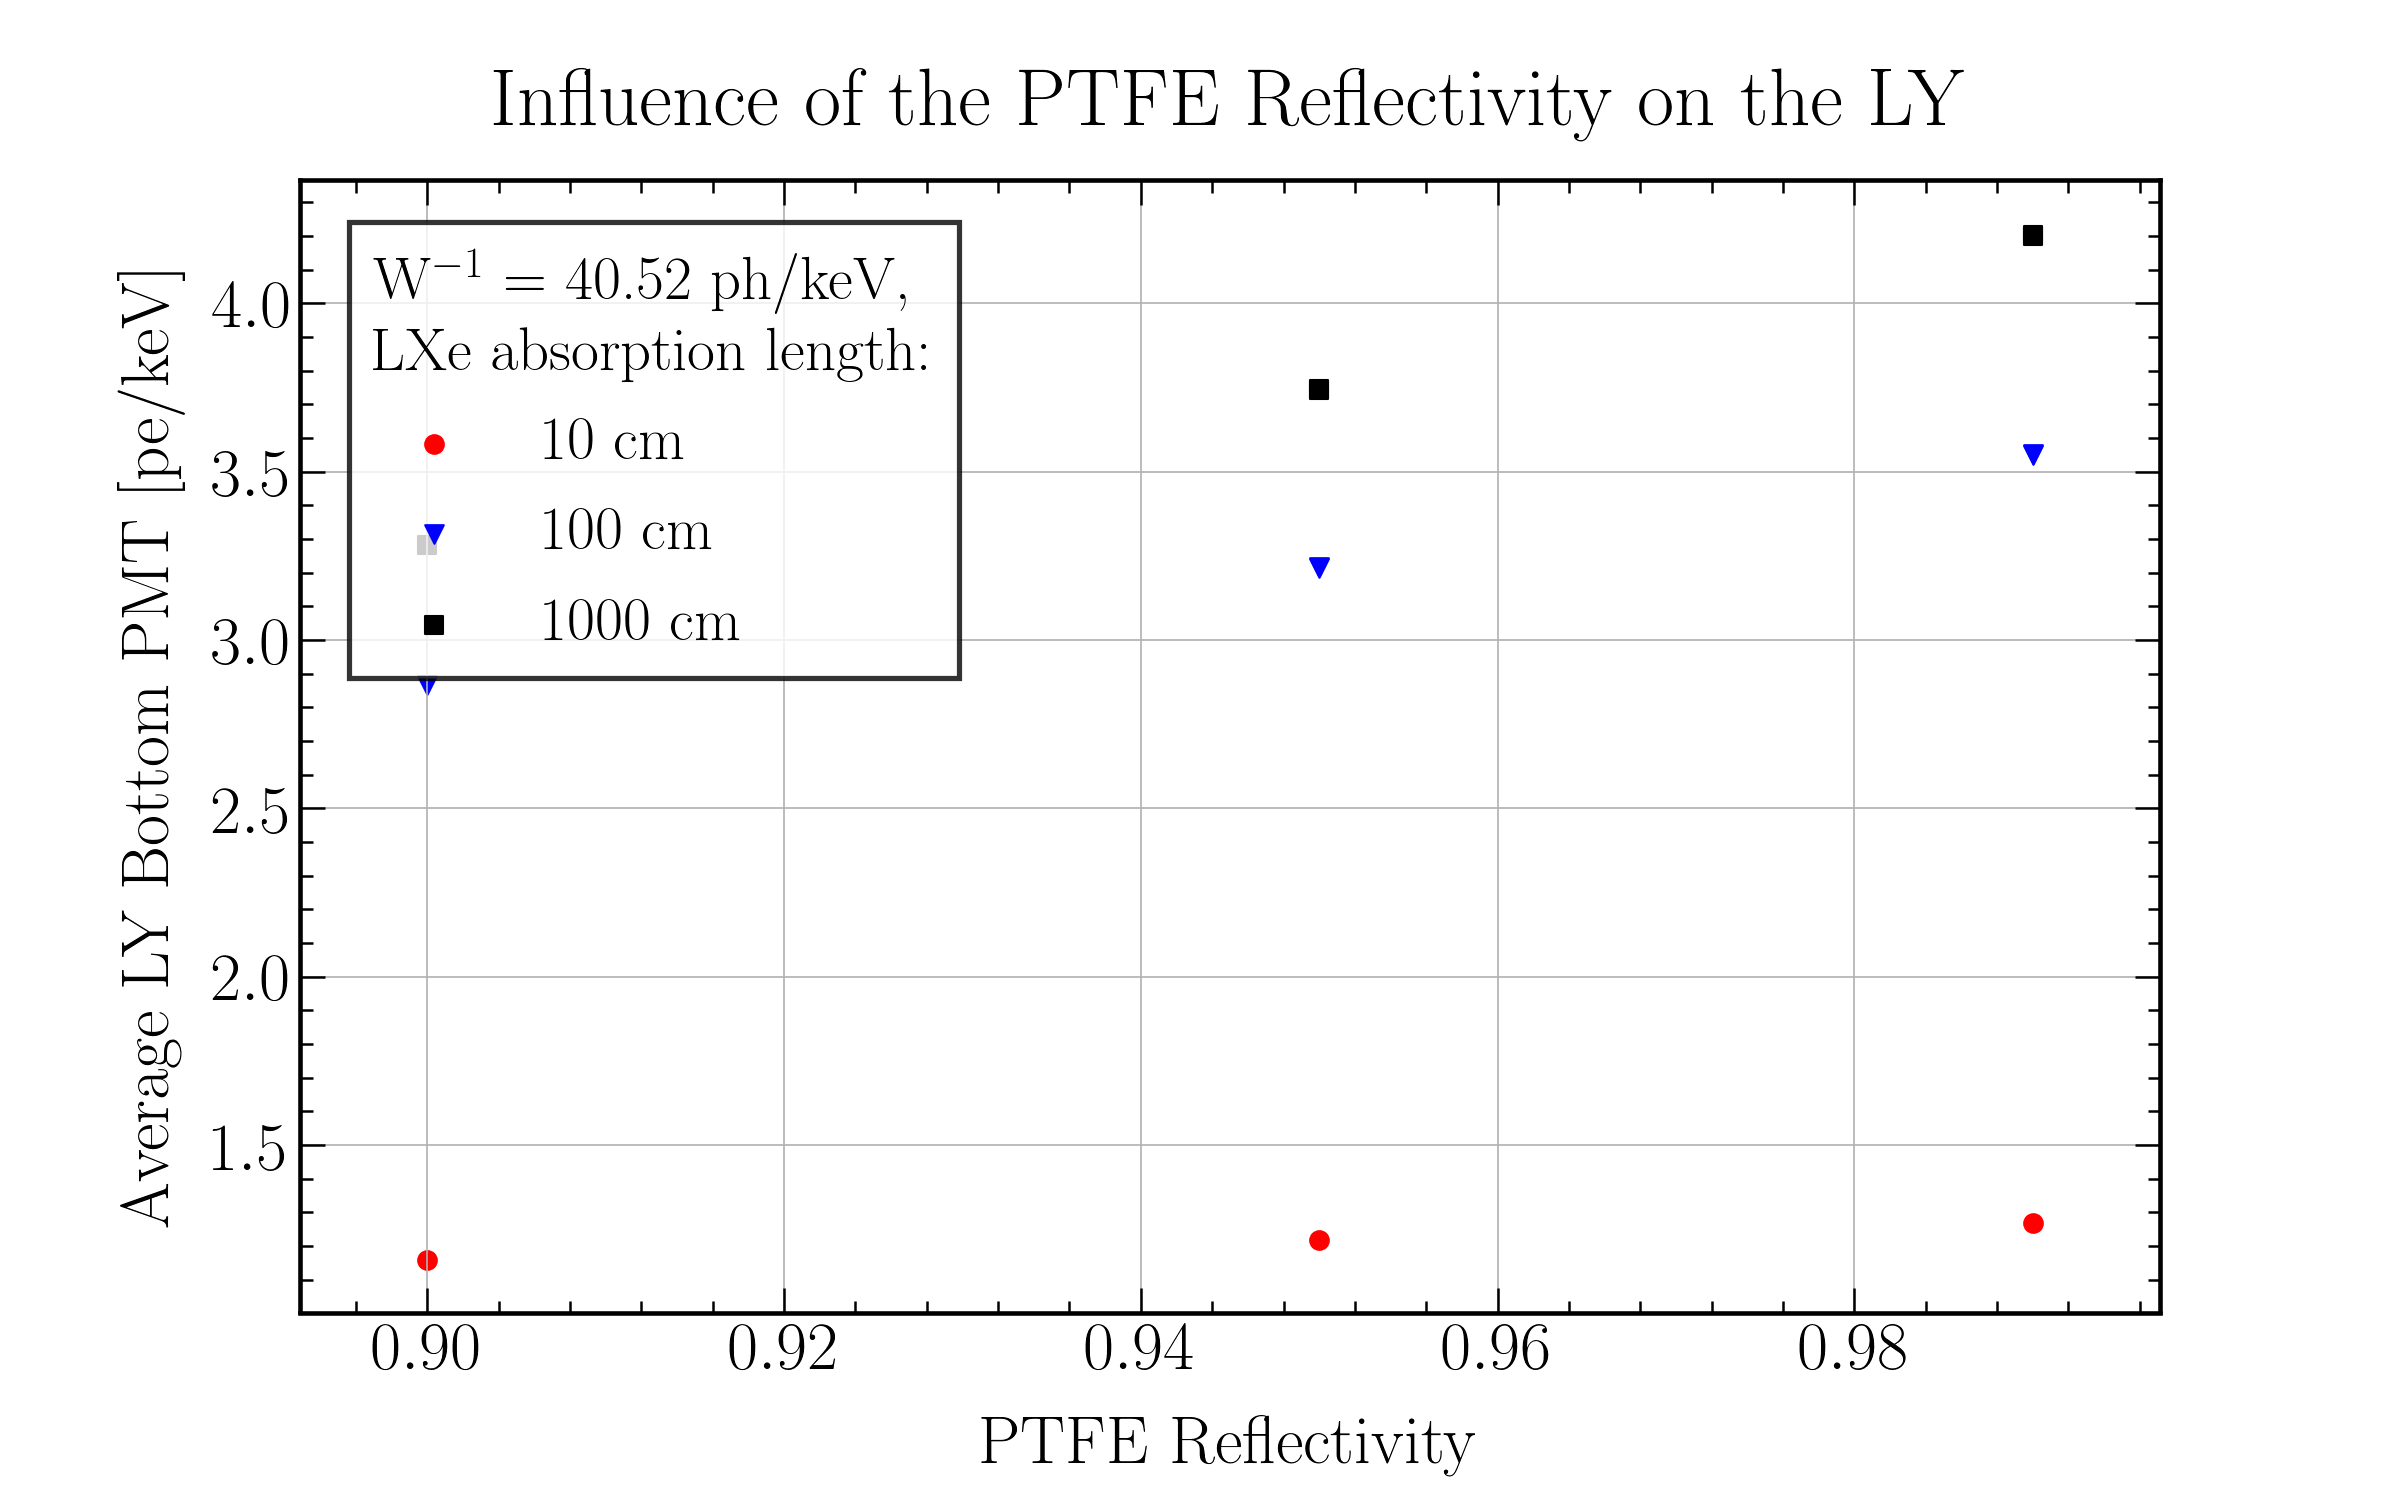 Influence of the PTFE Reflectivity on the LY
Average LY Bottom PMT [pe/keV]
4.0
3.5
3.0
2.5
2.0
1.5
W⁻¹ = 40.52 ph/keV,
LXe absorption length:
10 cm
100 cm
1000 cm
0.90 0.92 0.94 0.96 0.98
PTFE Reflectivity